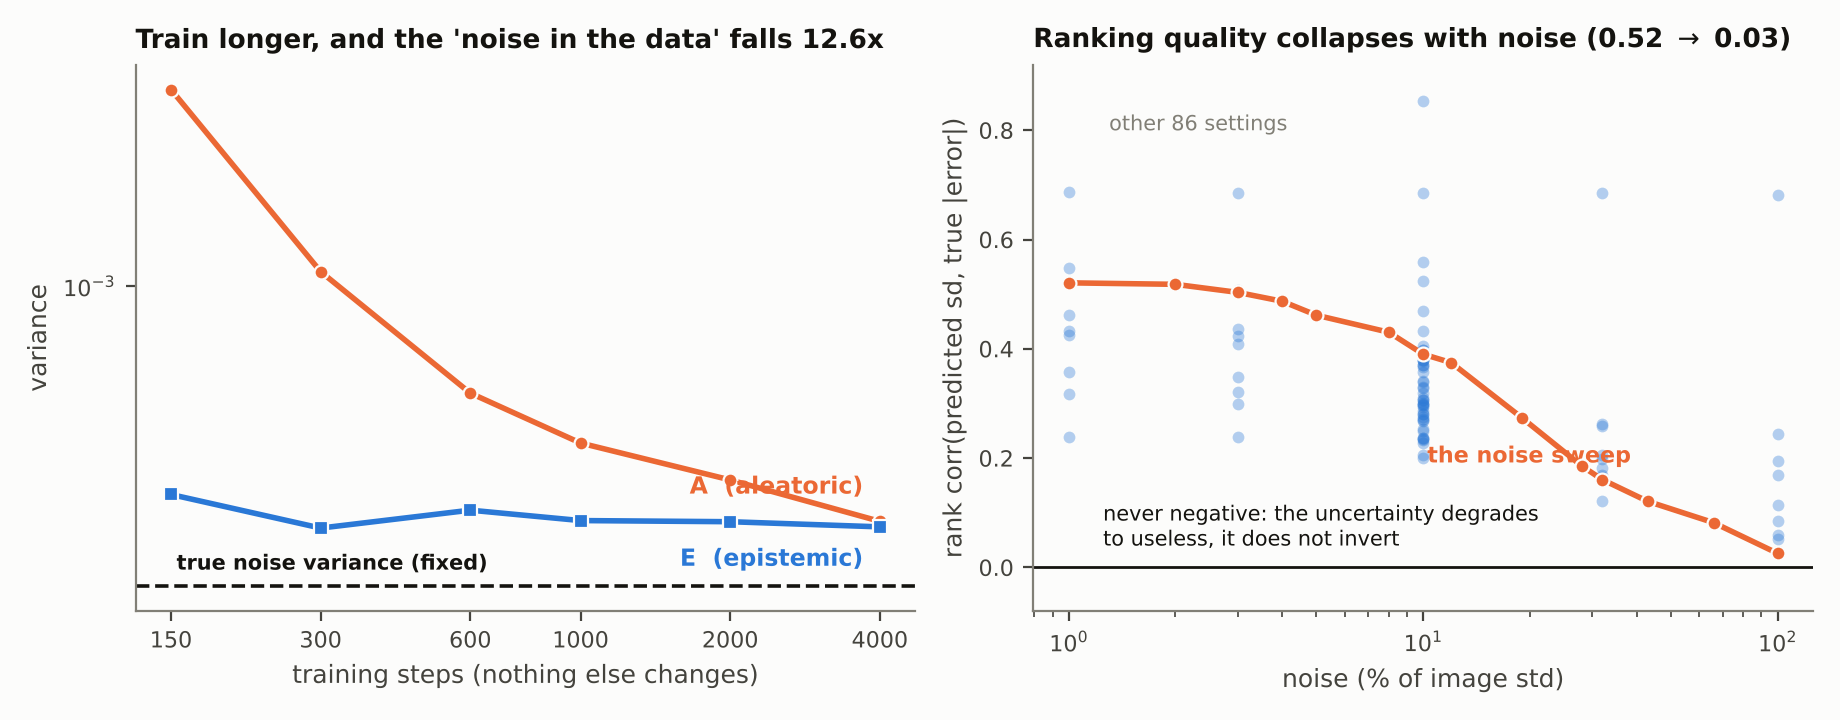 Train longer, and the 'noise in the data' falls 12.6x
variance
10⁻³
A (aleatoric)
E (epistemic)
true noise variance (fixed)
150 300 600 1000 2000 4000
training steps (nothing else changes)
Ranking quality collapses with noise (0.52 → 0.03)
rank corr(predicted sd, true |error|)
0.8
0.6
0.4
0.2
0.0
other 86 settings
the noise sweep
never negative: the uncertainty degrades
to useless, it does not invert
10⁰ 10¹ 10²
noise (% of image std)